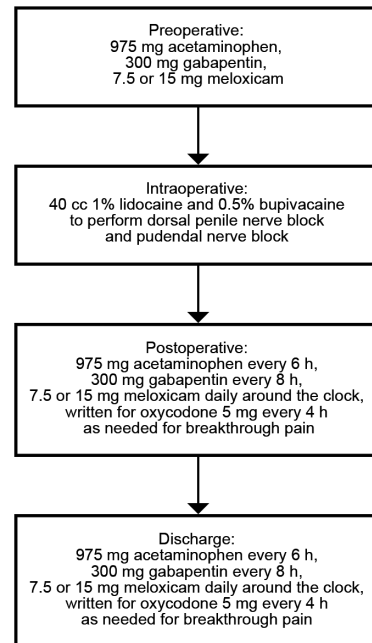 Preoperative:
975 mg acetaminophen,
300 mg gabapentin,
7.5 or 15 mg meloxicam
Intraoperative:
40 cc 1% lidocaine and 0.5% bupivacaine
to perform dorsal penile nerve block
and pudendal nerve block
Postoperative:
975 mg acetaminophen every 6 h,
300 mg gabapentin every 8 h,
7.5 or 15 mg meloxicam daily around the clock,
written for oxycodone 5 mg every 4 h
as needed for breakthrough pain
Discharge:
975 mg acetaminophen every 6 h,
300 mg gabapentin every 8 h,
7.5 or 15 mg meloxicam daily around the clock,
written for oxycodone 5 mg every 4 h
as needed for breakthrough pain